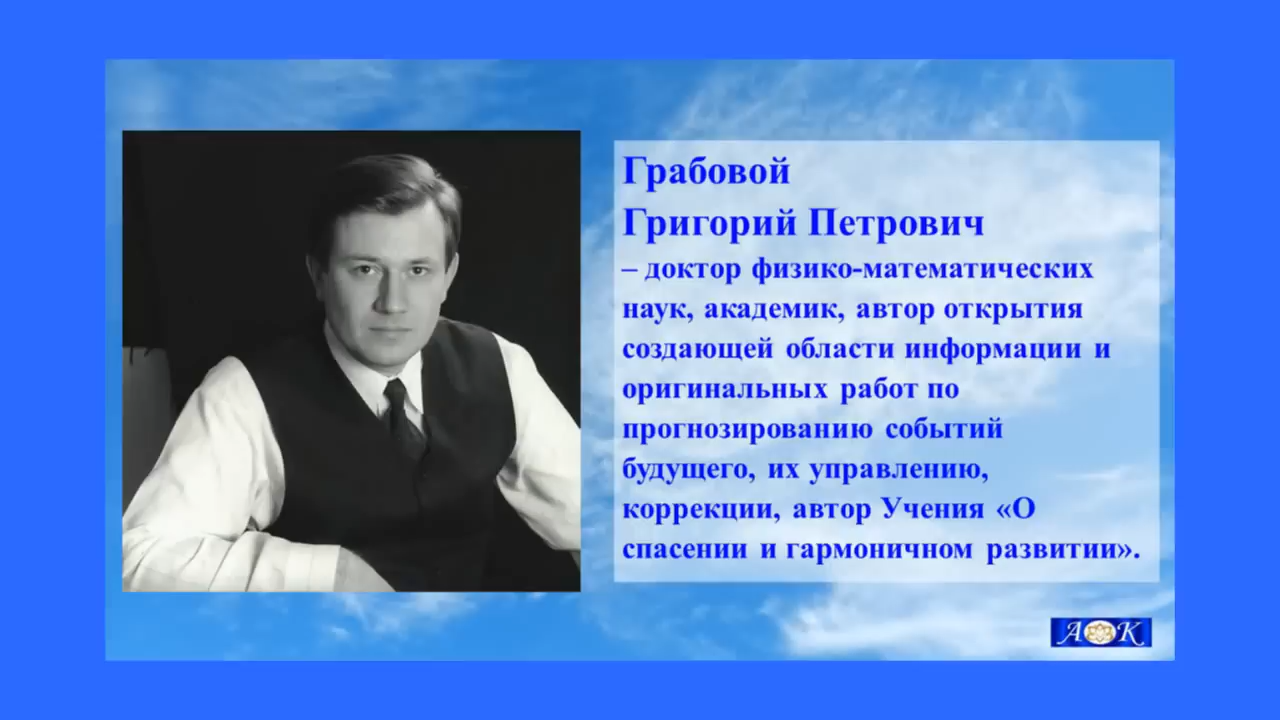 Грабовой
Григорий Петрович
– доктор физико-математических
наук, академик, автор открытия
создающей области информации и
оригинальных работ по
прогнозированию событий
будущего, их управлению,
коррекции, автор Учения «О
спасении и гармоничном развитии».
А К